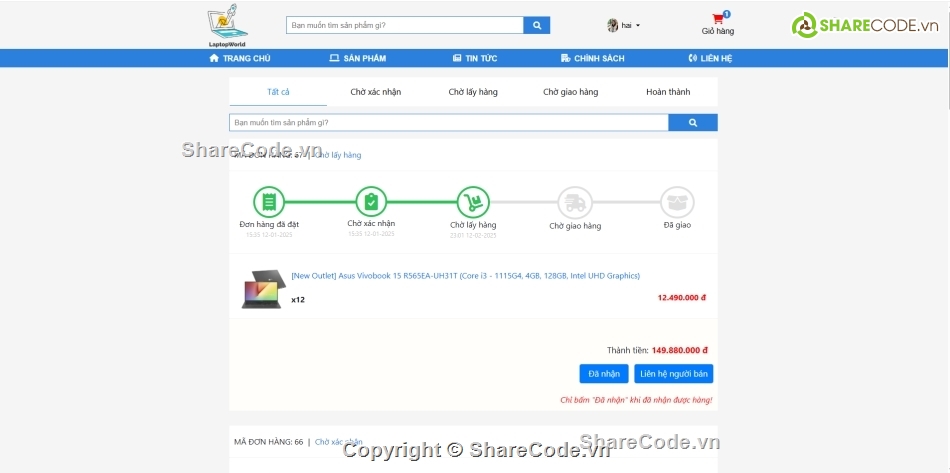 LaptopWorld
Bạn muốn tìm sản phẩm gì?
hai
1
Giỏ hàng
SHARECODE.vn
TRANG CHỦ
SẢN PHẨM
TIN TỨC
CHÍNH SÁCH
LIÊN HỆ
Tất cả
Chờ xác nhận
Chờ lấy hàng
Chờ giao hàng
Hoàn thành
Bạn muốn tìm sản phẩm gì?
ShareCode.vn
MÃ ĐƠN HÀNG: 67 | Chờ lấy hàng
Đơn hàng đã đặt
15:35 12-01-2025
Chờ xác nhận
15:35 12-01-2025
Chờ lấy hàng
23:01 12-02-2025
Chờ giao hàng
Đã giao
[New Outlet] Asus Vivobook 15 R565EA-UH31T (Core i3 - 1115G4, 4GB, 128GB, Intel UHD Graphics)
x12
12.490.000 đ
Thành tiền: 149.880.000 đ
Đã nhận
Liên hệ người bán
Chỉ bấm "Đã nhận" khi đã nhận được hàng!
MÃ ĐƠN HÀNG: 66 | Chờ xác nhận
ShareCode.vn
Copyright © ShareCode.vn